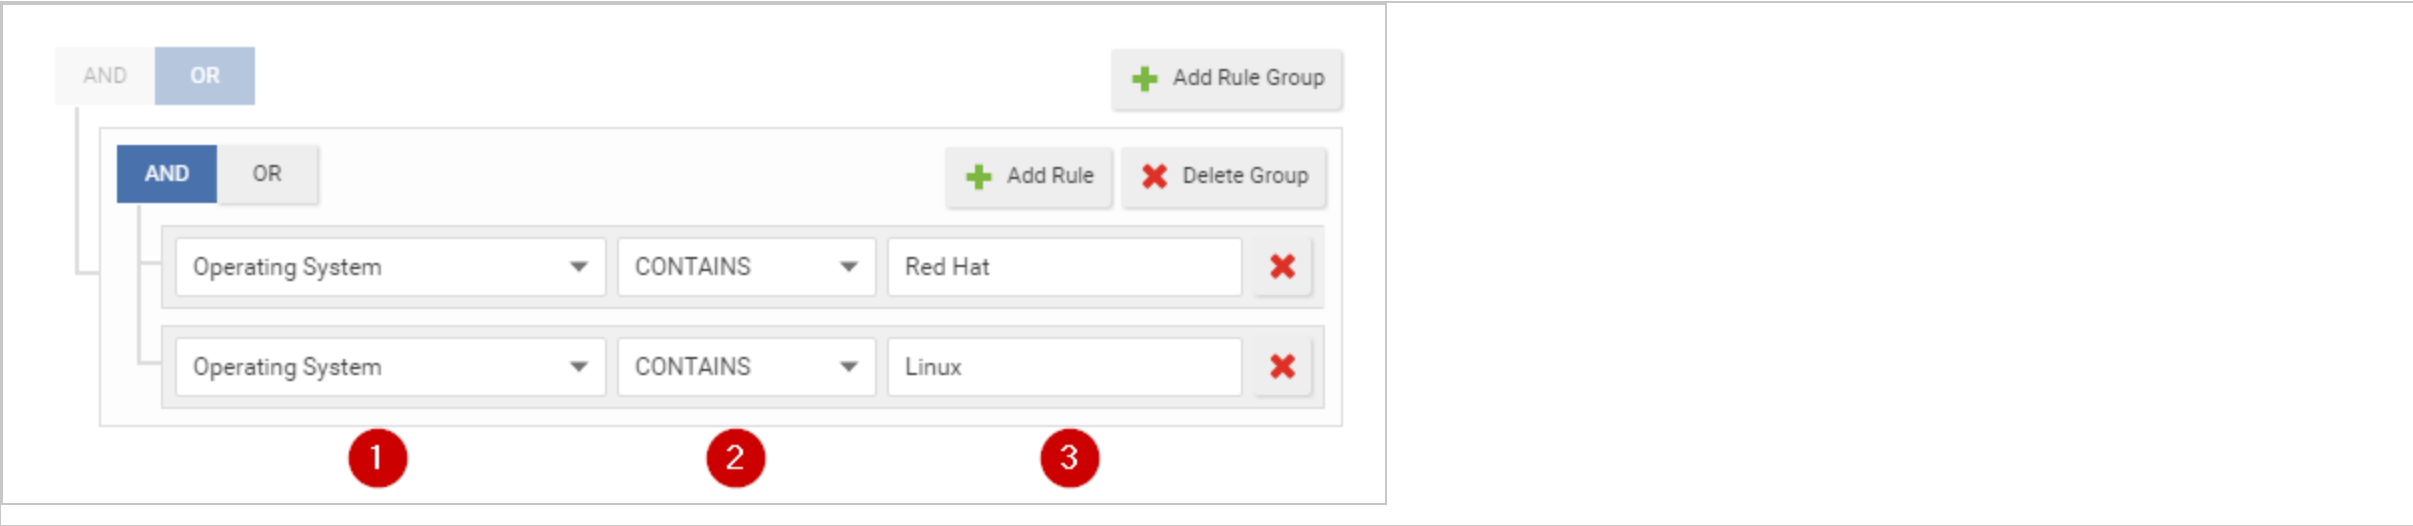 AND OR Add Rule Group
AND OR Add Rule Delete Group
Operating System CONTAINS Red Hat
Operating System CONTAINS Linux
1 2 3